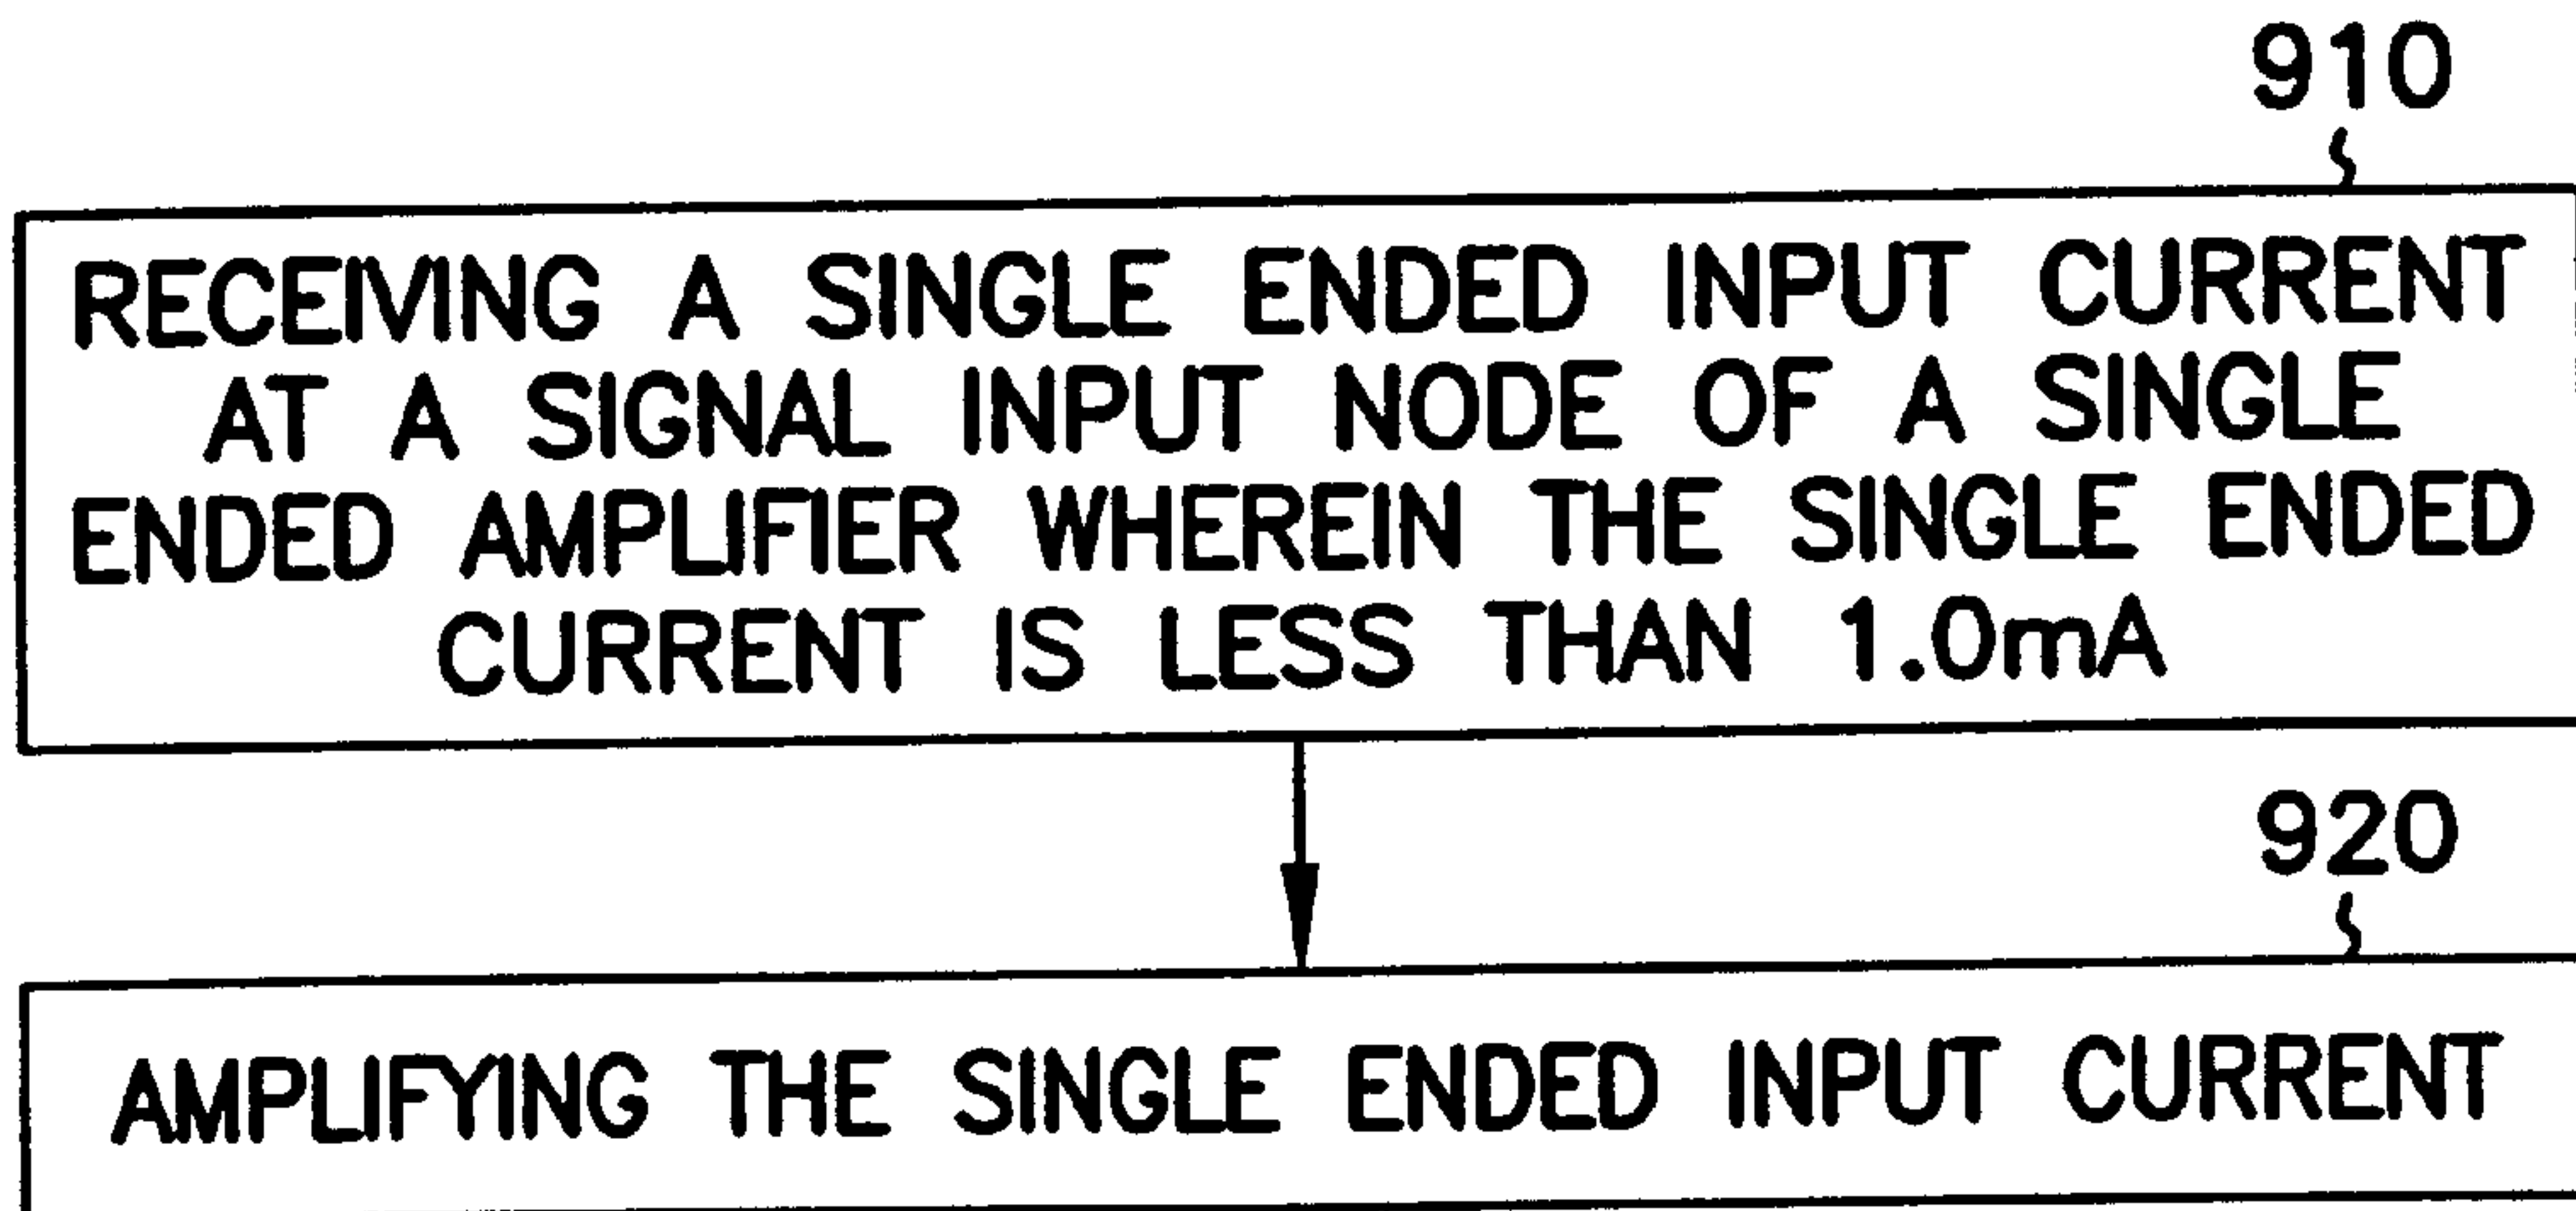 910
RECEIVING A SINGLE ENDED INPUT CURRENT
AT A SIGNAL INPUT NODE OF A SINGLE
ENDED AMPLIFIER WHEREIN THE SINGLE ENDED
CURRENT IS LESS THAN 1.0mA
920
AMPLIFYING THE SINGLE ENDED INPUT CURRENT